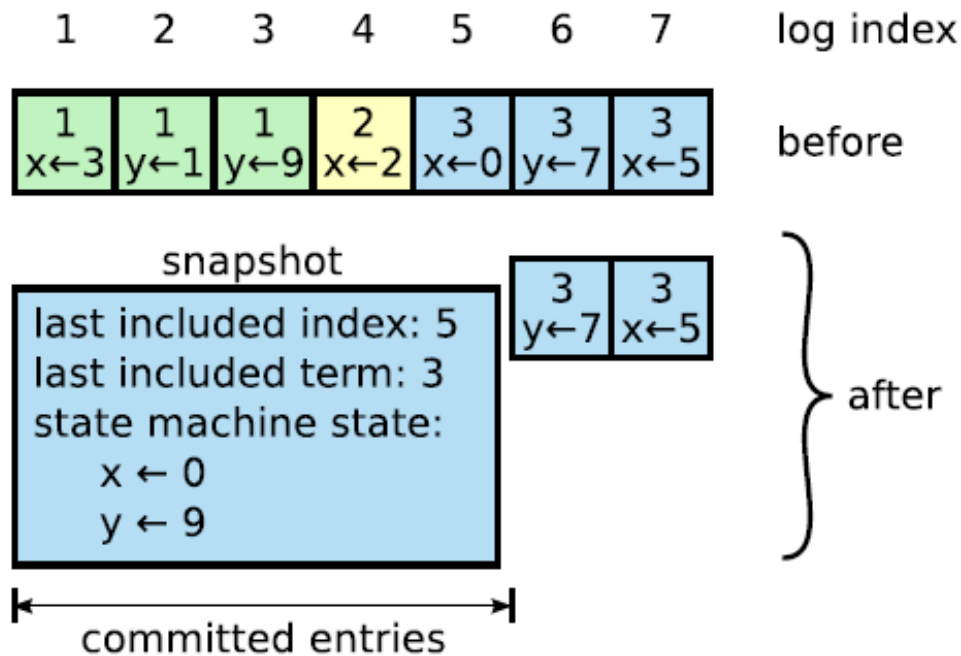 1 2 3 4 5 6 7 log index
1 1 1 2 3 3 3
x←3 y←1 y←9 x←2 x←0 y←7 x←5
before
snapshot
3 3
y←7 x←5
last included index: 5
last included term: 3
state machine state:
x ← 0
y ← 9
after
committed entries